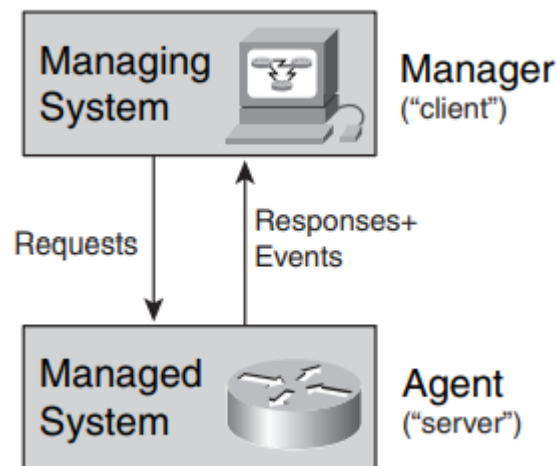 Managing
System
Manager
(“client”)
Requests
Responses+
Events
Managed
System
Agent
(“server”)